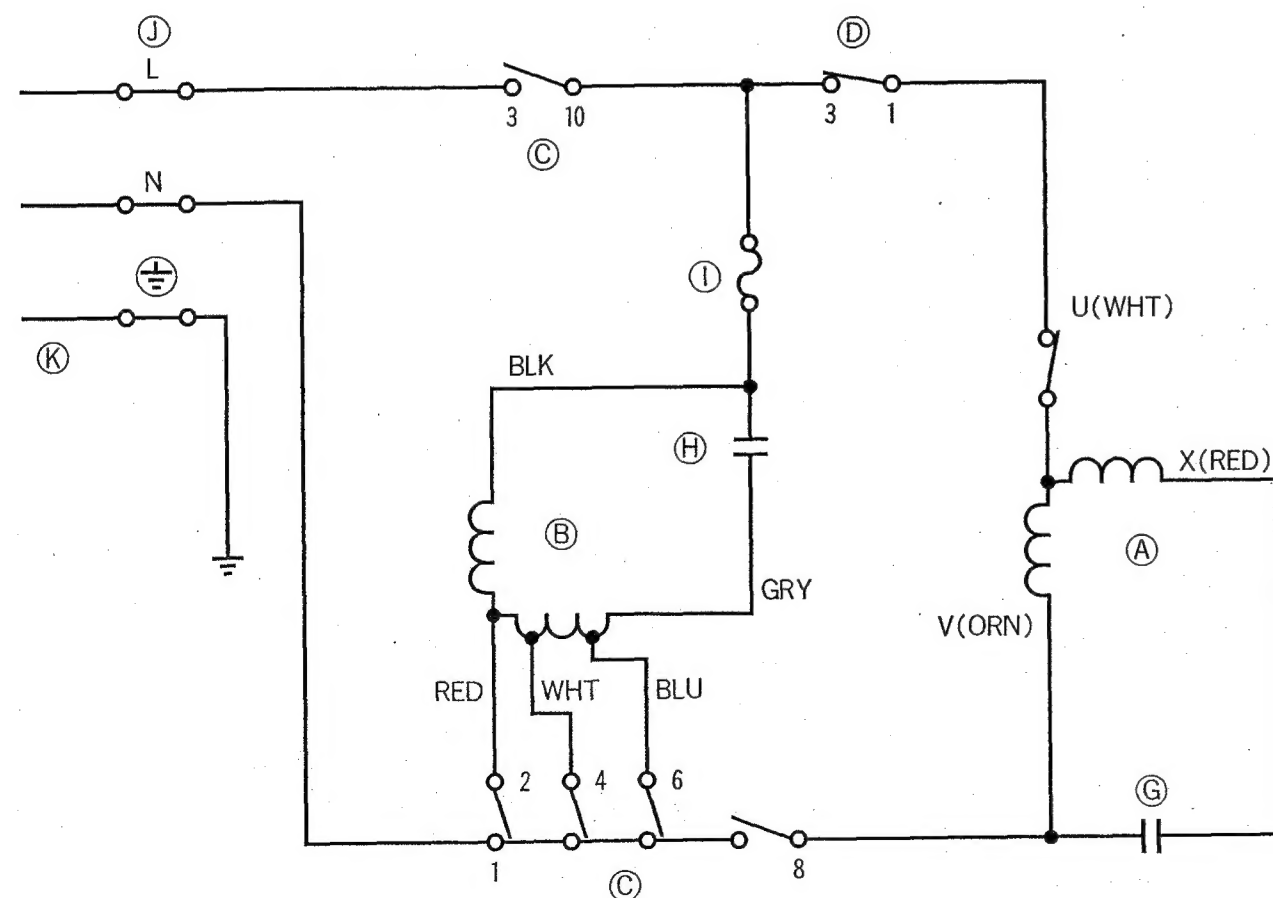 J D
L
3 10 3 1
C
N
I
U(WHT)
K
BLK
H
X(RED)
B
A
GRY
V(ORN)
RED WHT BLU
2 4 6
G
1 8
C